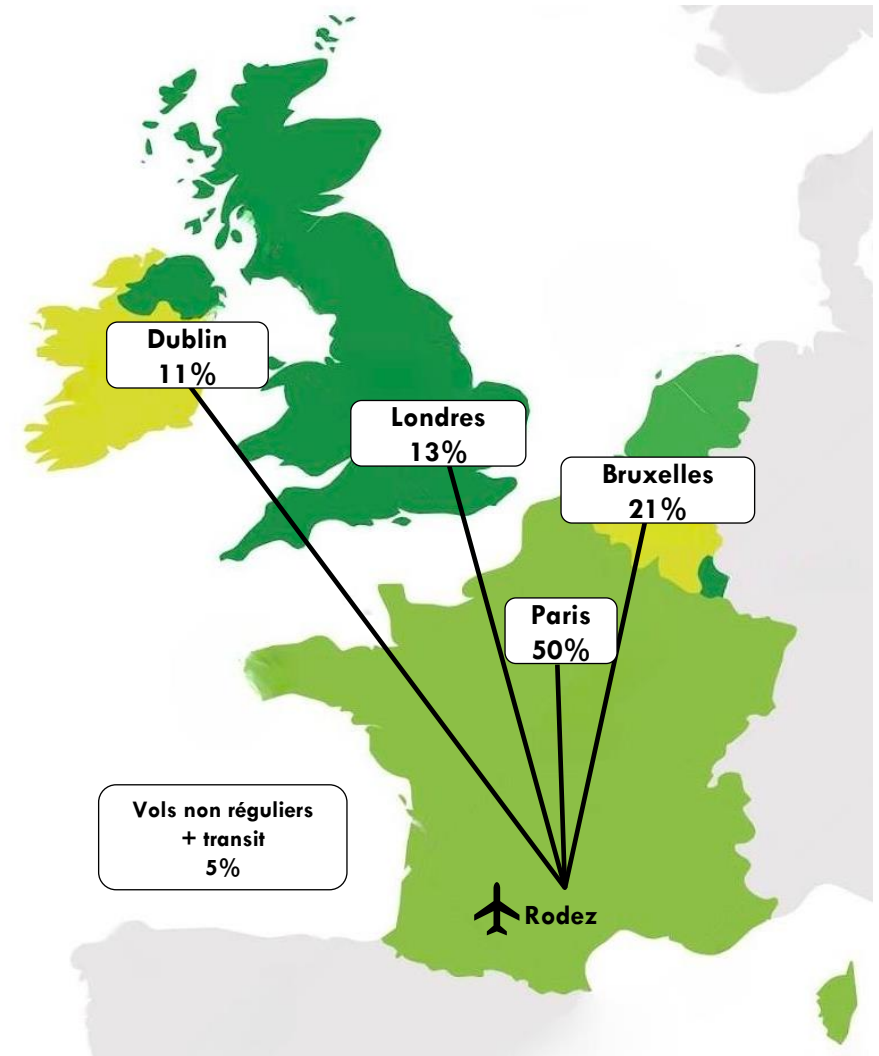 Dublin
11%
Londres
13%
Bruxelles
21%
Paris
50%
Vols non réguliers
+ transit
5%
Rodez